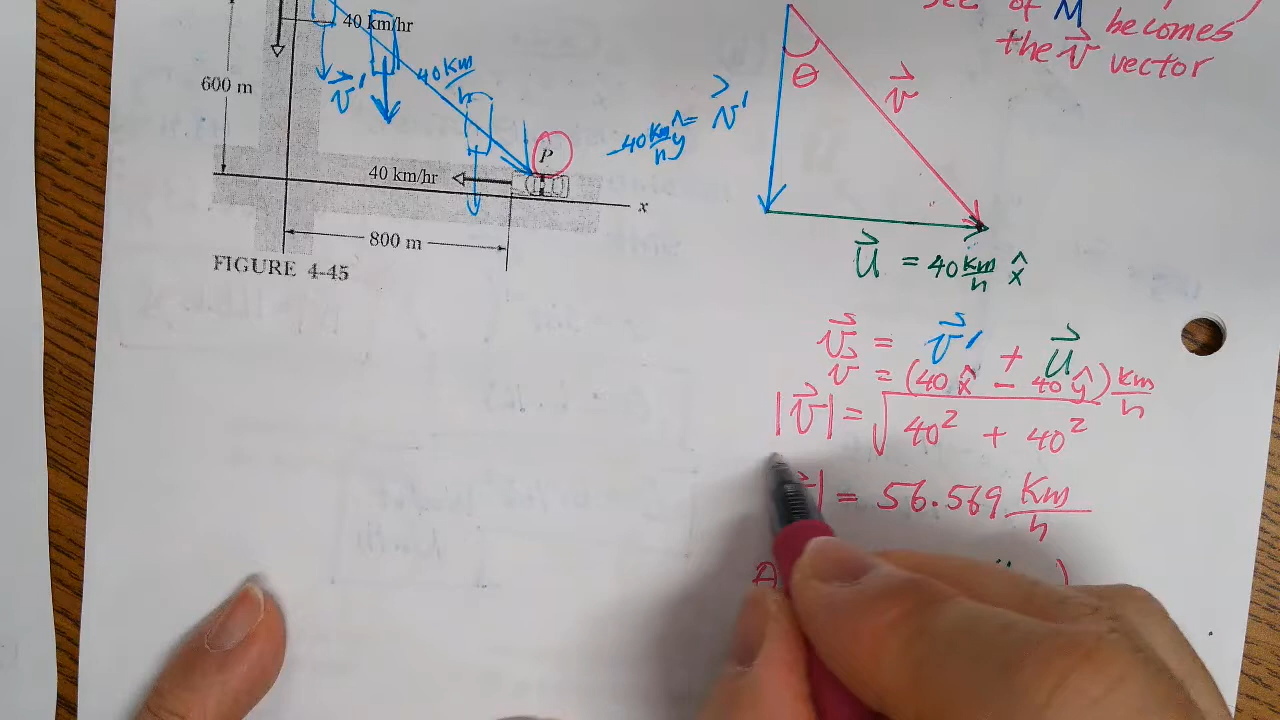 see of M becomes
the v⃗ vector
40 km/hr
600 m
v⃗'
40 Km/h
θ
v⃗
-40 Km/h ŷ = v⃗'
P
40 km/hr
x
800 m
FIGURE 4-45
u⃗ = 40 Km/h x̂
v⃗s = v⃗' + u⃗
v = (40 x̂ - 40 ŷ) Km/h
|v⃗| = √40² + 40²
| = 56.569 Km/h